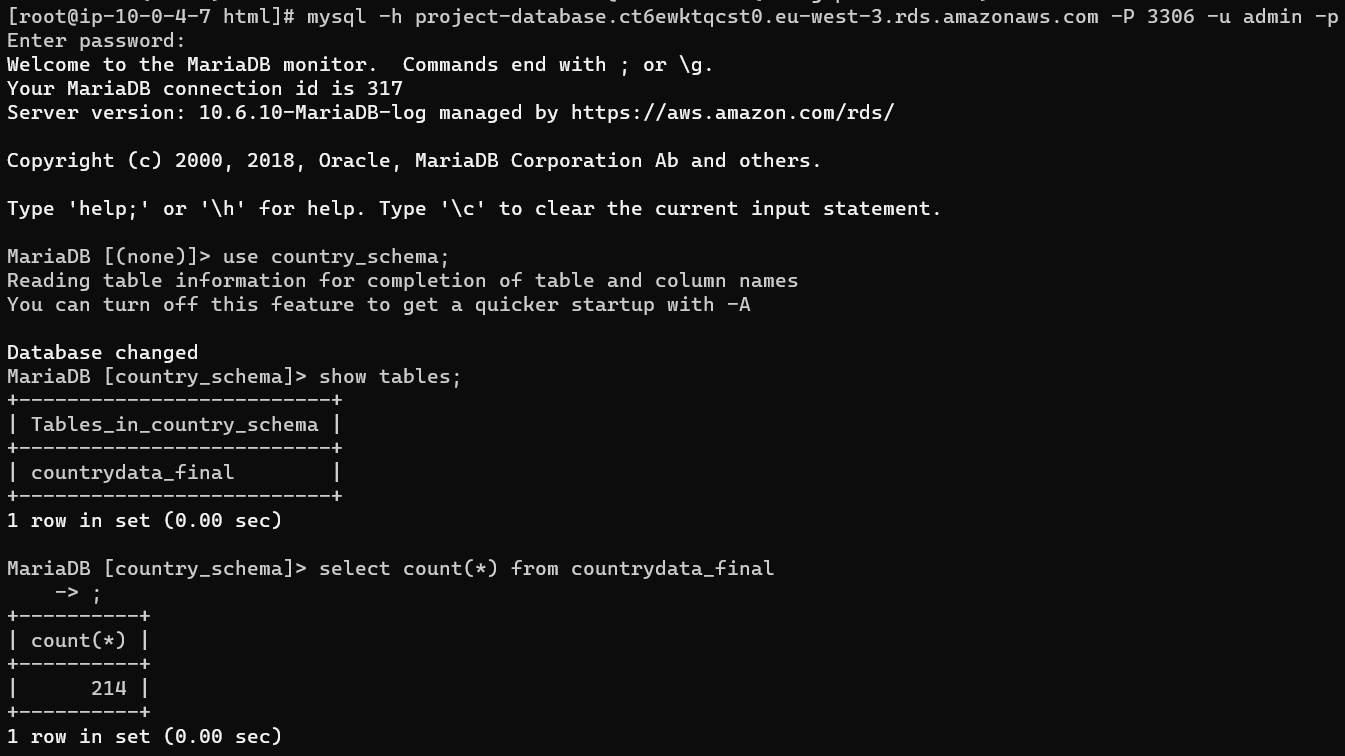 [root@ip-10-0-4-7 html]# mysql -h project-database.ct6ewktqcst0.eu-west-3.rds.amazonaws.com -P 3306 -u admin -p
Enter password:
Welcome to the MariaDB monitor.  Commands end with ; or \g.
Your MariaDB connection id is 317
Server version: 10.6.10-MariaDB-log managed by https://aws.amazon.com/rds/

Copyright (c) 2000, 2018, Oracle, MariaDB Corporation Ab and others.

Type 'help;' or '\h' for help. Type '\c' to clear the current input statement.

MariaDB [(none)]> use country_schema;
Reading table information for completion of table and column names
You can turn off this feature to get a quicker startup with -A

Database changed
MariaDB [country_schema]> show tables;
+--------------------------+
| Tables_in_country_schema |
+--------------------------+
| countrydata_final        |
+--------------------------+
1 row in set (0.00 sec)

MariaDB [country_schema]> select count(*) from countrydata_final
    -> ;
+----------+
| count(*) |
+----------+
|      214 |
+----------+
1 row in set (0.00 sec)